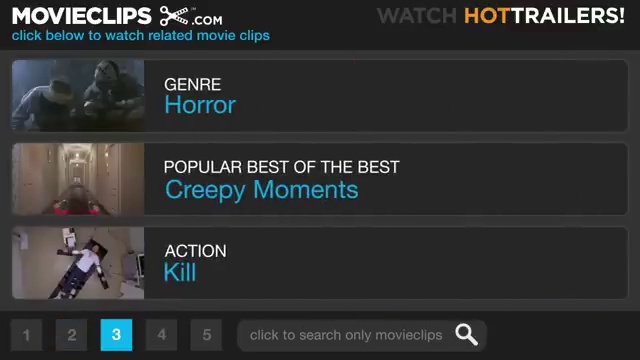 MOVIECLIPS .COM
WATCH HOTTRAILERS!
click below to watch related movie clips
GENRE
Horror
POPULAR BEST OF THE BEST
Creepy Moments
ACTION
Kill
1 2 3 4 5 click to search only movieclips